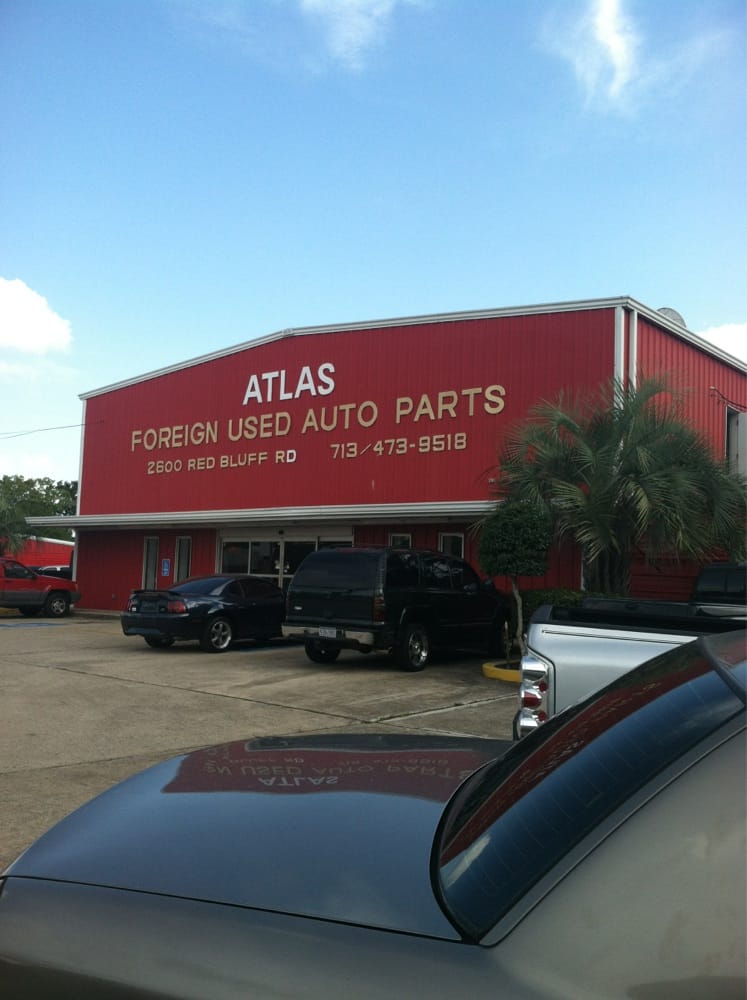 ATLAS
FOREIGN USED AUTO PARTS
2600 RED BLUFF RD 713/473-9518